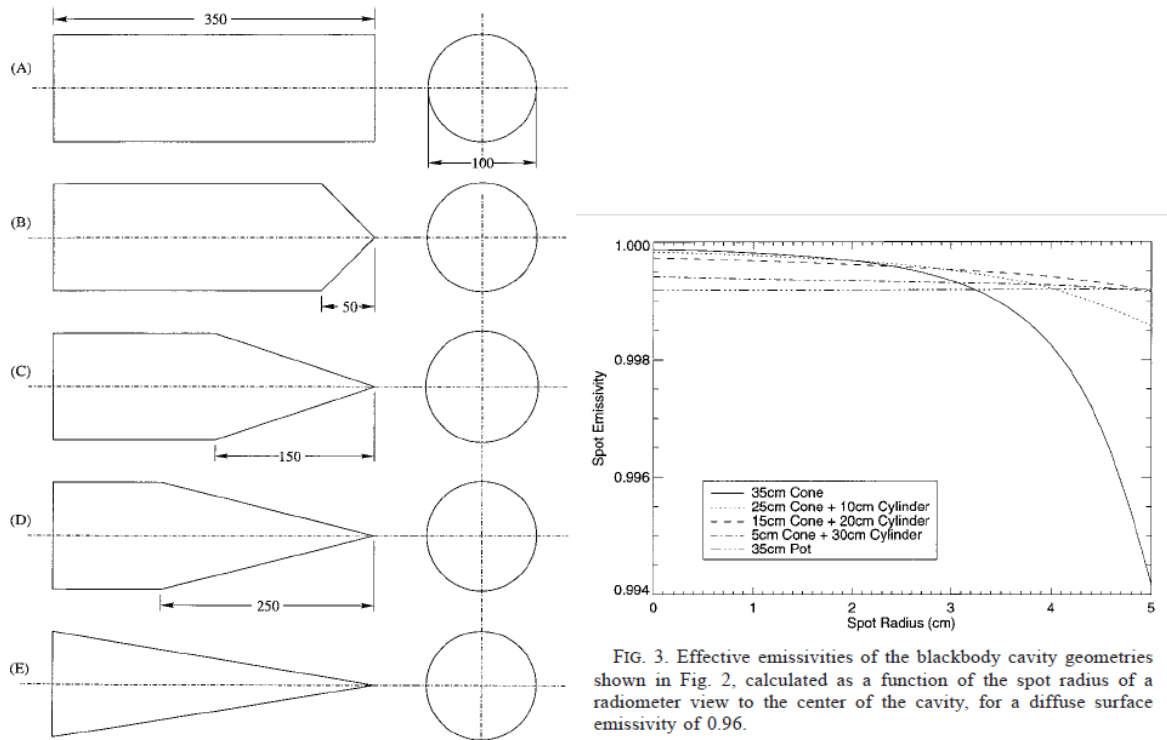 350
(A)
100
(B)
50
(C)
150
(D)
250
(E)
1.000
0.998
0.996
0.994
Spot Emissivity
35cm Cone
25cm Cone + 10cm Cylinder
15cm Cone + 20cm Cylinder
5cm Cone + 30cm Cylinder
35cm Pot
0 1 2 3 4 5
Spot Radius (cm)
FIG. 3. Effective emissivities of the blackbody cavity geometries
shown in Fig. 2, calculated as a function of the spot radius of a
radiometer view to the center of the cavity, for a diffuse surface
emissivity of 0.96.